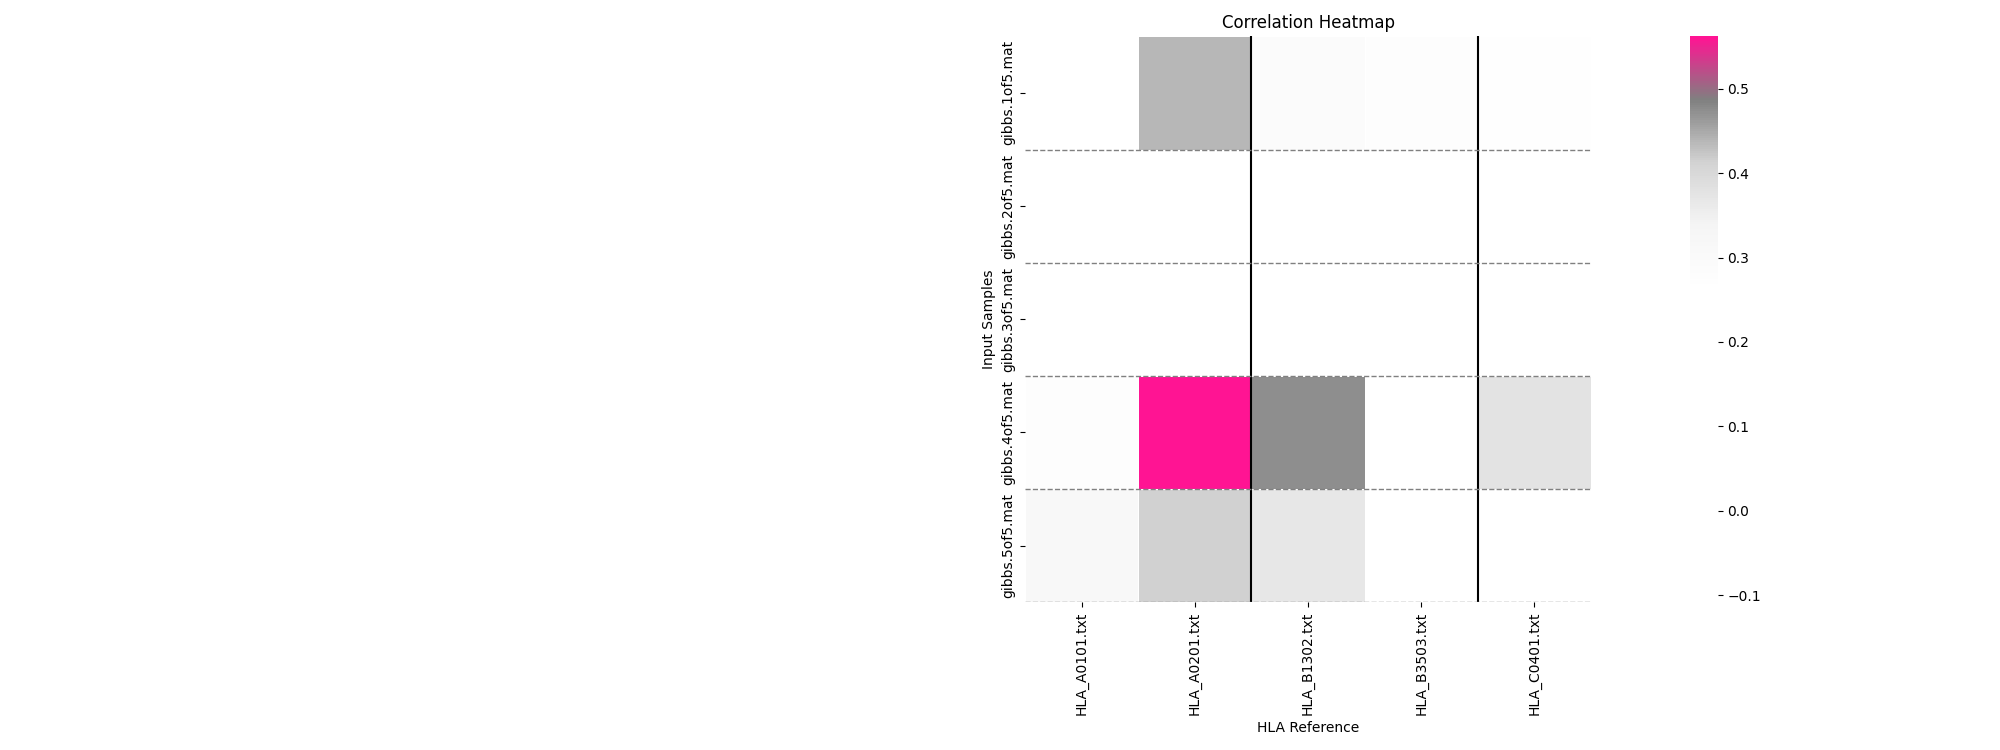 Correlation Heatmap
Input Samples
gibbs.1of5.mat
gibbs.2of5.mat
gibbs.3of5.mat
gibbs.4of5.mat
gibbs.5of5.mat
HLA_A0101.txt
HLA_A0201.txt
HLA_B1302.txt
HLA_B3503.txt
HLA_C0401.txt
HLA Reference
0.5
0.4
0.3
0.2
0.1
0.0
−0.1